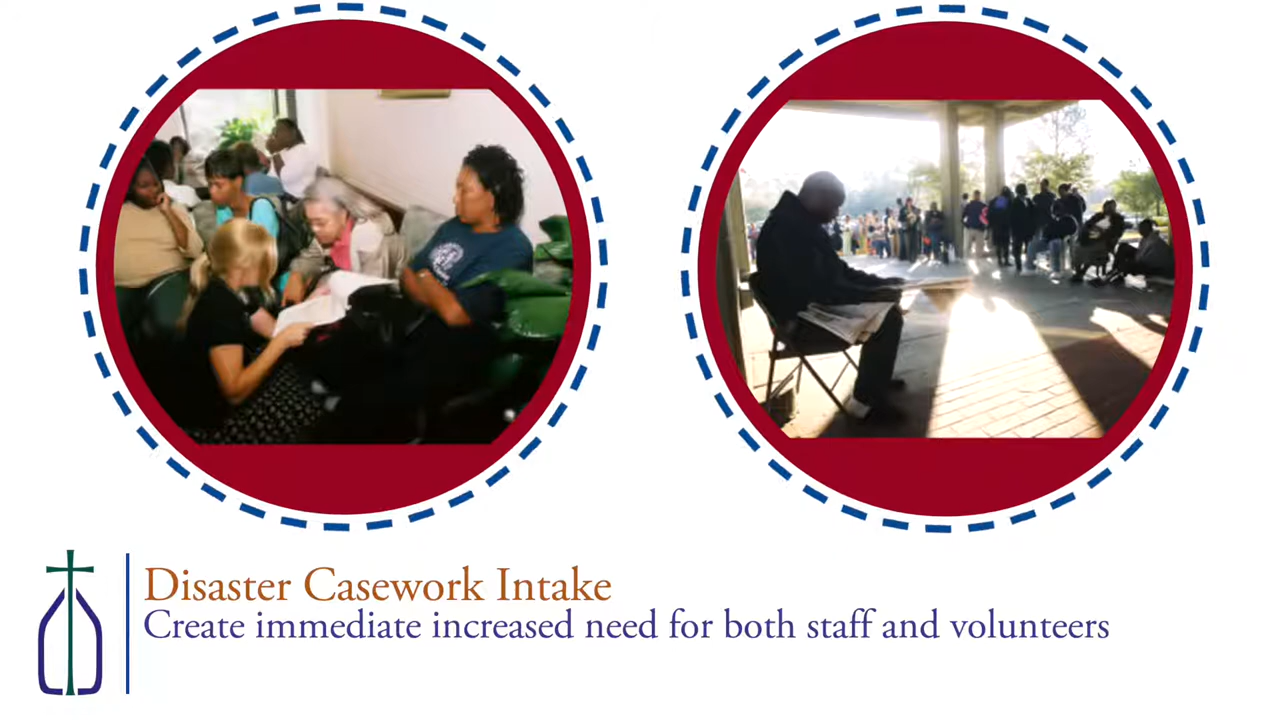 Disaster Casework Intake
Create immediate increased need for both staff and volunteers